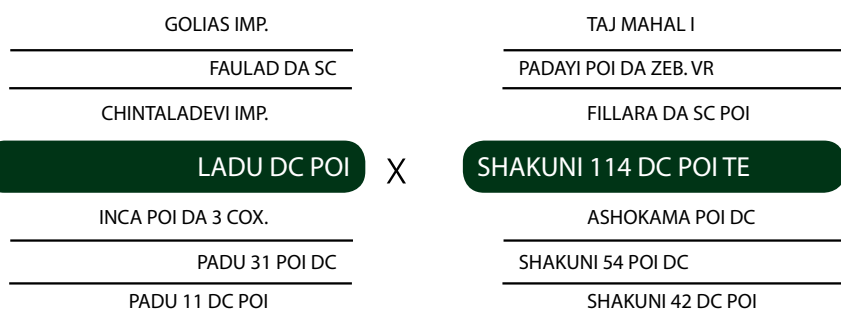 GOLIAS IMP.
FAULAD DA SC
CHINTALADEVI IMP.
LADU DC POI
INCA POI DA 3 COX.
PADU 31 POI DC
PADU 11 DC POI
X
TAJ MAHAL I
PADAYI POI DA ZEB. VR
FILLARA DA SC POI
SHAKUNI 114 DC POI TE
ASHOKAMA POI DC
SHAKUNI 54 POI DC
SHAKUNI 42 DC POI